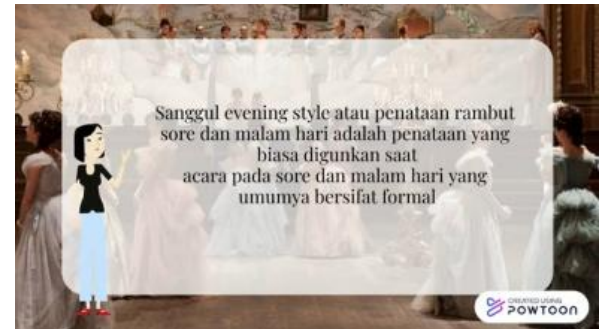 Sanggul evening style atau penataan rambut
sore dan malam hari adalah penataan yang
biasa digunkan saat
acara pada sore dan malam hari yang
umumya bersifat formal
CREATED USING
POWTOON